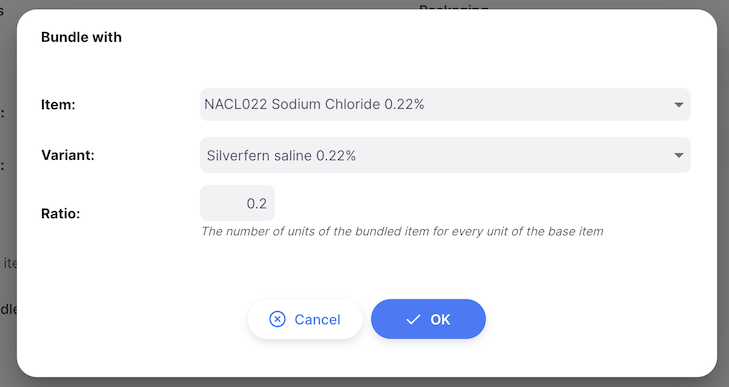 Bundle with
Item:
NACL022 Sodium Chloride 0.22%
Variant:
Silverfern saline 0.22%
Ratio:
0.2
The number of units of the bundled item for every unit of the base item
Cancel
OK